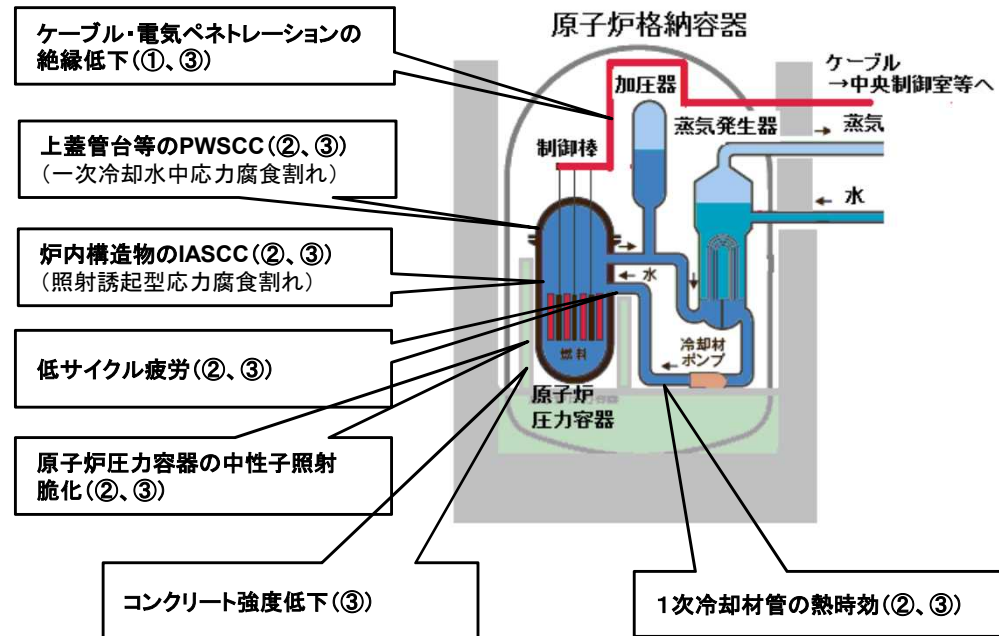 ケーブル・電気ペネトレーションの
絶縁低下(①、③)
上蓋管台等のPWSCC(②、③)
(一次冷却水中応力腐食割れ)
炉内構造物のIASCC(②、③)
(照射誘起型応力腐食割れ)
低サイクル疲労(②、③)
原子炉圧力容器の中性子照射
脆化(②、③)
コンクリート強度低下(③)
1次冷却材管の熱時効(②、③)
原子炉格納容器
ケーブル
→中央制御室等へ
加圧器
蒸気発生器
蒸気
制御棒
水
水
冷却材
ポンプ
燃料
原子炉
圧力容器